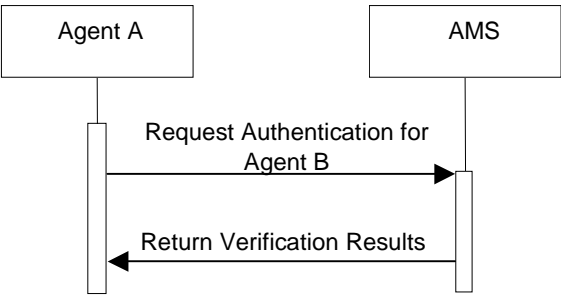 Agent A
AMS
Request Authentication for
Agent B
Return Verification Results